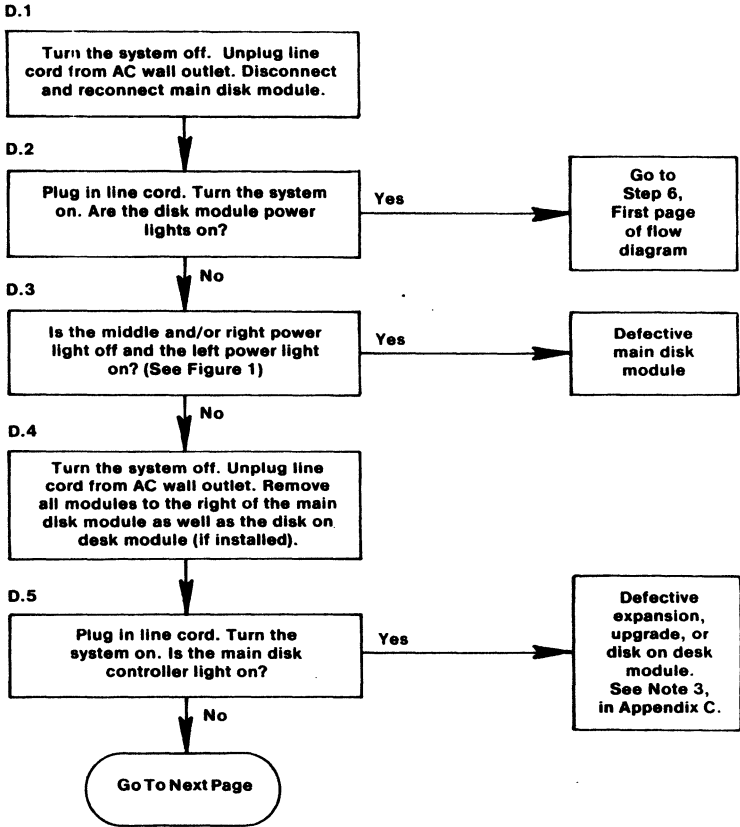 D.1
Turn the system off. Unplug line
cord from AC wall outlet. Disconnect
and reconnect main disk module.
D.2
Plug in line cord. Turn the system
on. Are the disk module power
lights on?
Yes
Go to
Step 6,
First page
of flow
diagram
No
D.3
Is the middle and/or right power
light off and the left power light
on? (See Figure 1)
Yes
Defective
main disk
module
No
D.4
Turn the system off. Unplug line
cord from AC wall outlet. Remove
all modules to the right of the main
disk module as well as the disk on
desk module (if installed).
D.5
Plug in line cord. Turn the
system on. Is the main disk
controller light on?
Yes
Defective
expansion,
upgrade, or
disk on desk
module.
See Note 3,
in Appendix C.
No
Go To Next Page